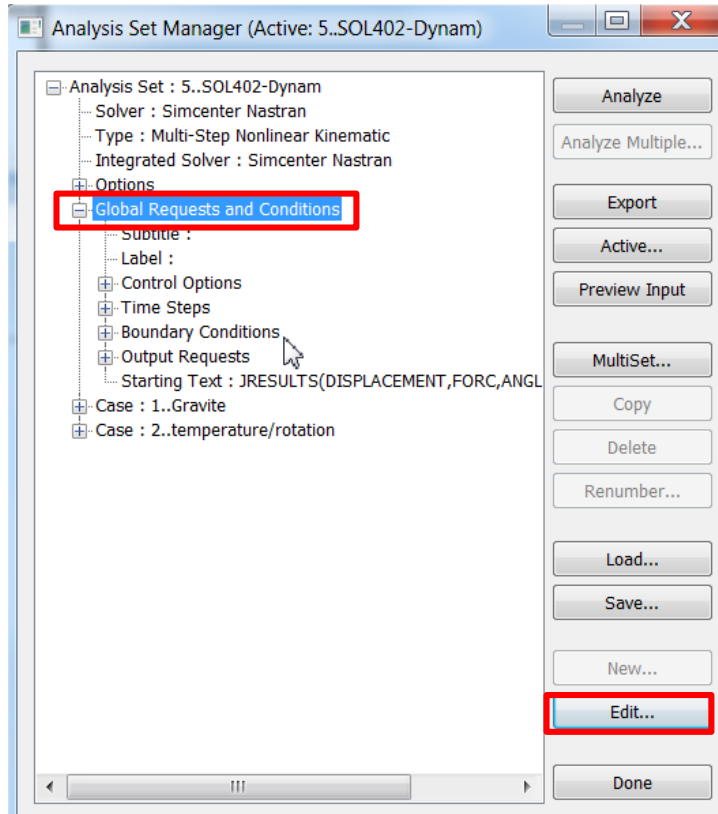 Analysis Set Manager (Active: 5..SOL402-Dynam)
Analysis Set : 5..SOL402-Dynam
Solver : Simcenter Nastran
Type : Multi-Step Nonlinear Kinematic
Integrated Solver : Simcenter Nastran
Options
Global Requests and Conditions
Subtitle :
Label :
Control Options
Time Steps
Boundary Conditions
Output Requests
Starting Text : JRESULTS(DISPLACEMENT,FORC,ANGL
Case : 1..Gravite
Case : 2..temperature/rotation
Analyze
Analyze Multiple...
Export
Active...
Preview Input
MultiSet...
Copy
Delete
Renumber...
Load...
Save...
New...
Edit...
Done